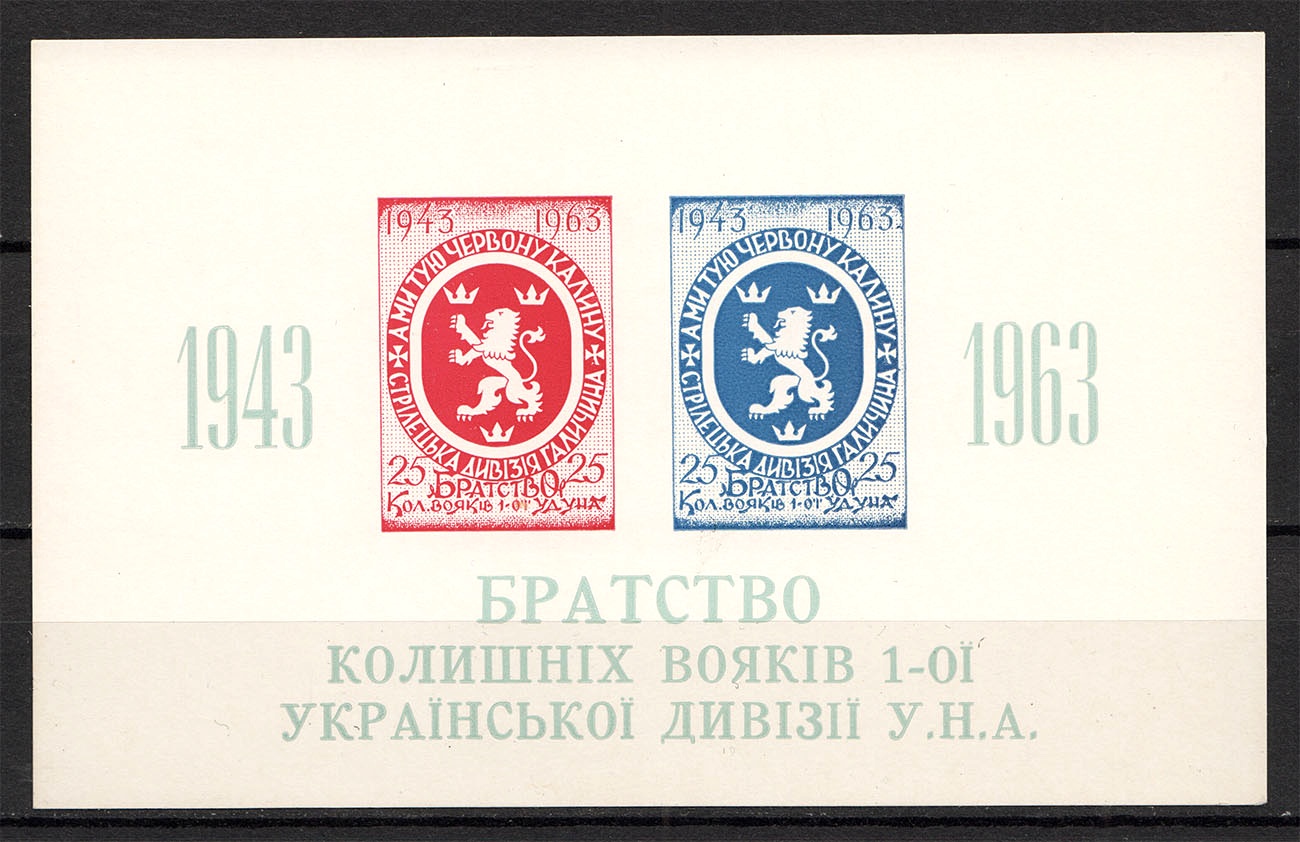 1943 1963
А МИ ТУЮ ЧЕРВОНУ КАЛИНУ
СТРІЛЕЦЬКА ДИВІЗІЯ ГАЛИЧИНА
25 БРАТСТВО 25
КОЛ. ВОЯКІВ 1-ОЇ УДУНА
1943 1963
А МИ ТУЮ ЧЕРВОНУ КАЛИНУ
СТРІЛЕЦЬКА ДИВІЗІЯ ГАЛИЧИНА
25 БРАТСТВО 25
КОЛ. ВОЯКІВ 1-ОЇ УДУНА
1943
1963
БРАТСТВО
КОЛИШНІХ ВОЯКІВ 1-ОЇ
УКРАЇНСЬКОЇ ДИВІЗІЇ У.Н.А.